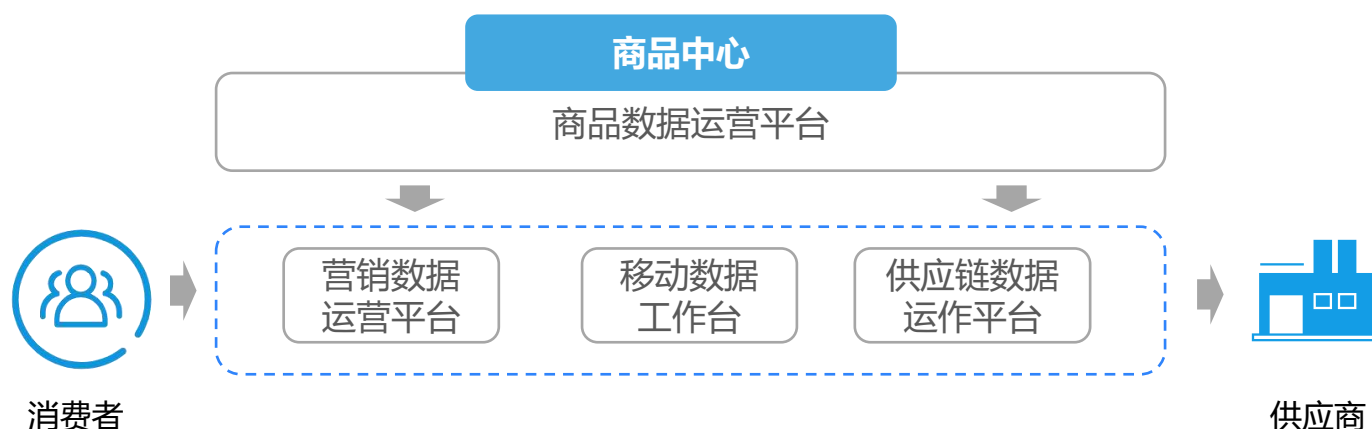 商品中心
商品数据运营平台
营销数据
运营平台
移动数据
工作台
供应链数据
运作平台
消费者
供应商